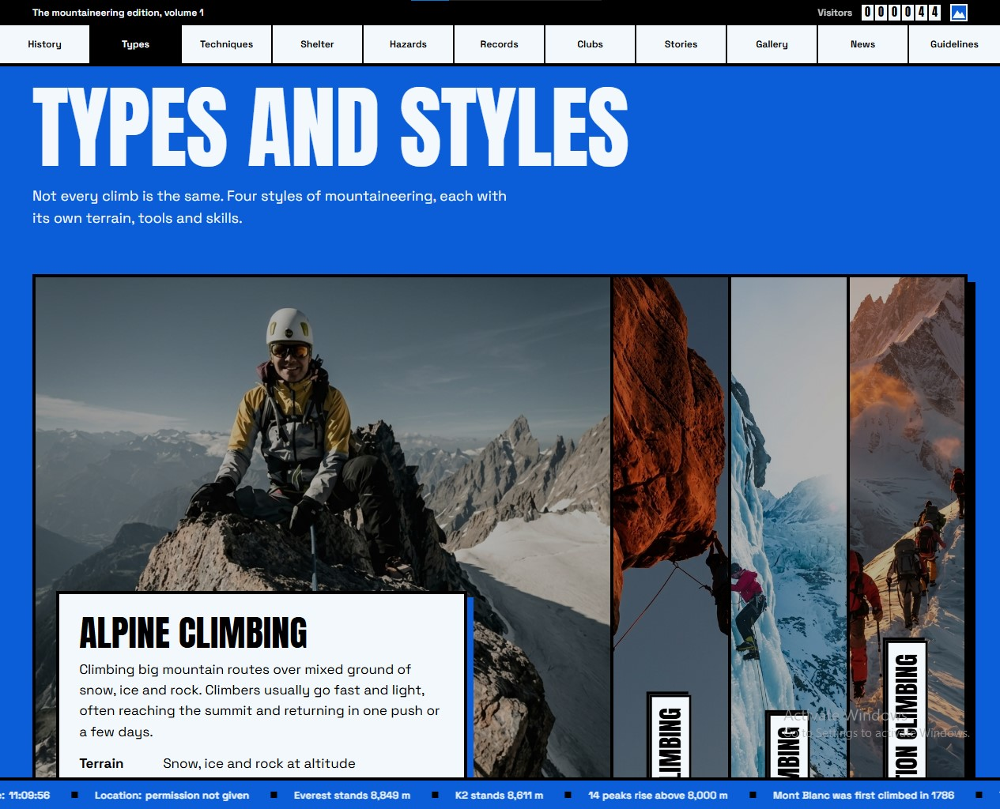 The mountaineering edition, volume 1
Visitors 000044
History Types Techniques Shelter Hazards Records Clubs Stories Gallery News Guidelines
TYPES AND STYLES
Not every climb is the same. Four styles of mountaineering, each with
its own terrain, tools and skills.
ALPINE CLIMBING
Climbing big mountain routes over mixed ground of
snow, ice and rock. Climbers usually go fast and light,
often reaching the summit and returning in one push or
a few days.
Terrain Snow, ice and rock at altitude
LIMBING
MBING
TION CLIMBING
Activate Windows
Go to Settings to activate Windows.
e: 11:09:56 ■ Location: permission not given ■ Everest stands 8,849 m ■ K2 stands 8,611 m ■ 14 peaks rise above 8,000 m ■ Mont Blanc was first climbed in 1786 ■